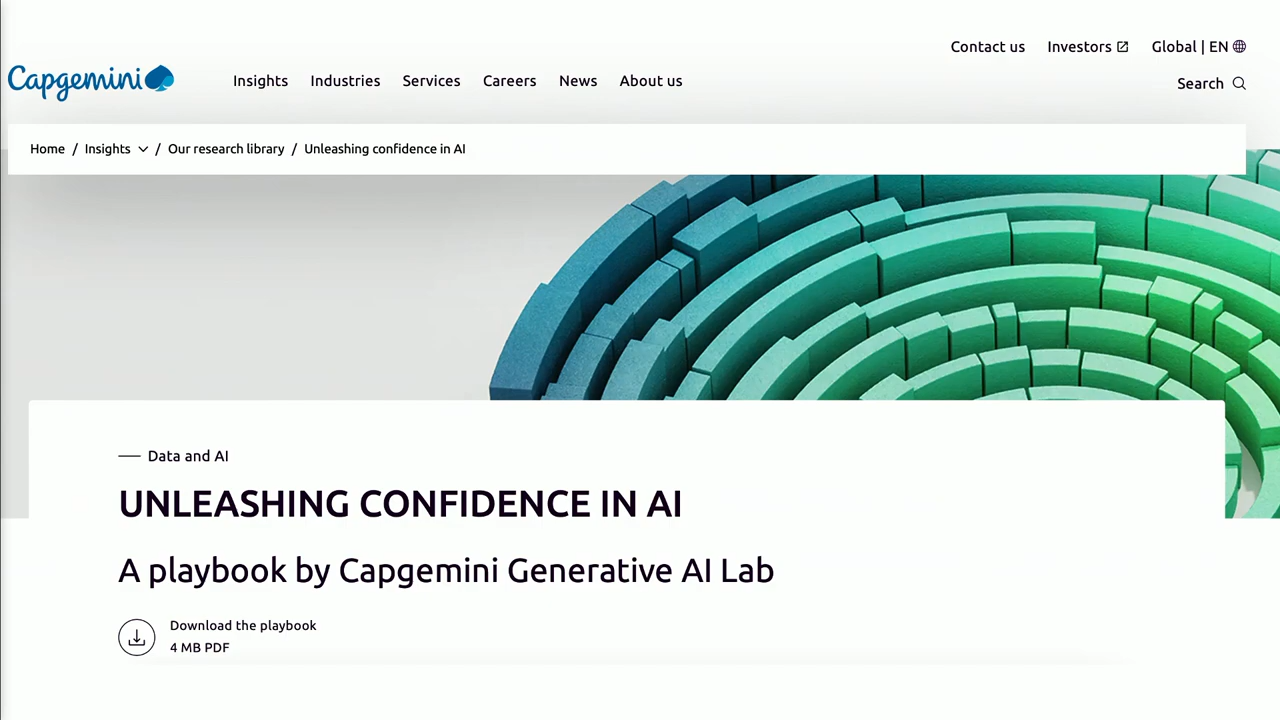 Contact us Investors Global | EN
Capgemini Insights Industries Services Careers News About us Search
Home / Insights / Our research library / Unleashing confidence in AI
Data and AI
UNLEASHING CONFIDENCE IN AI
A playbook by Capgemini Generative AI Lab
Download the playbook
4 MB PDF